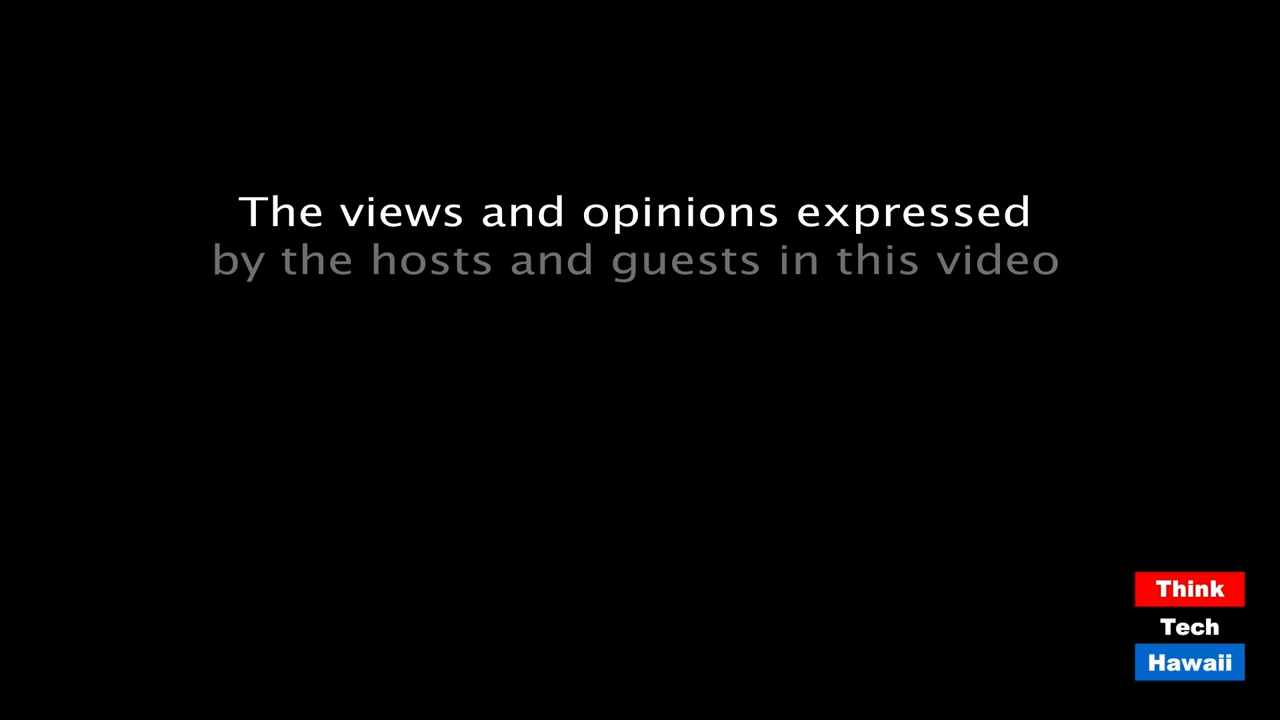 The views and opinions expressed
by the hosts and guests in this video
Think
Tech
Hawaii